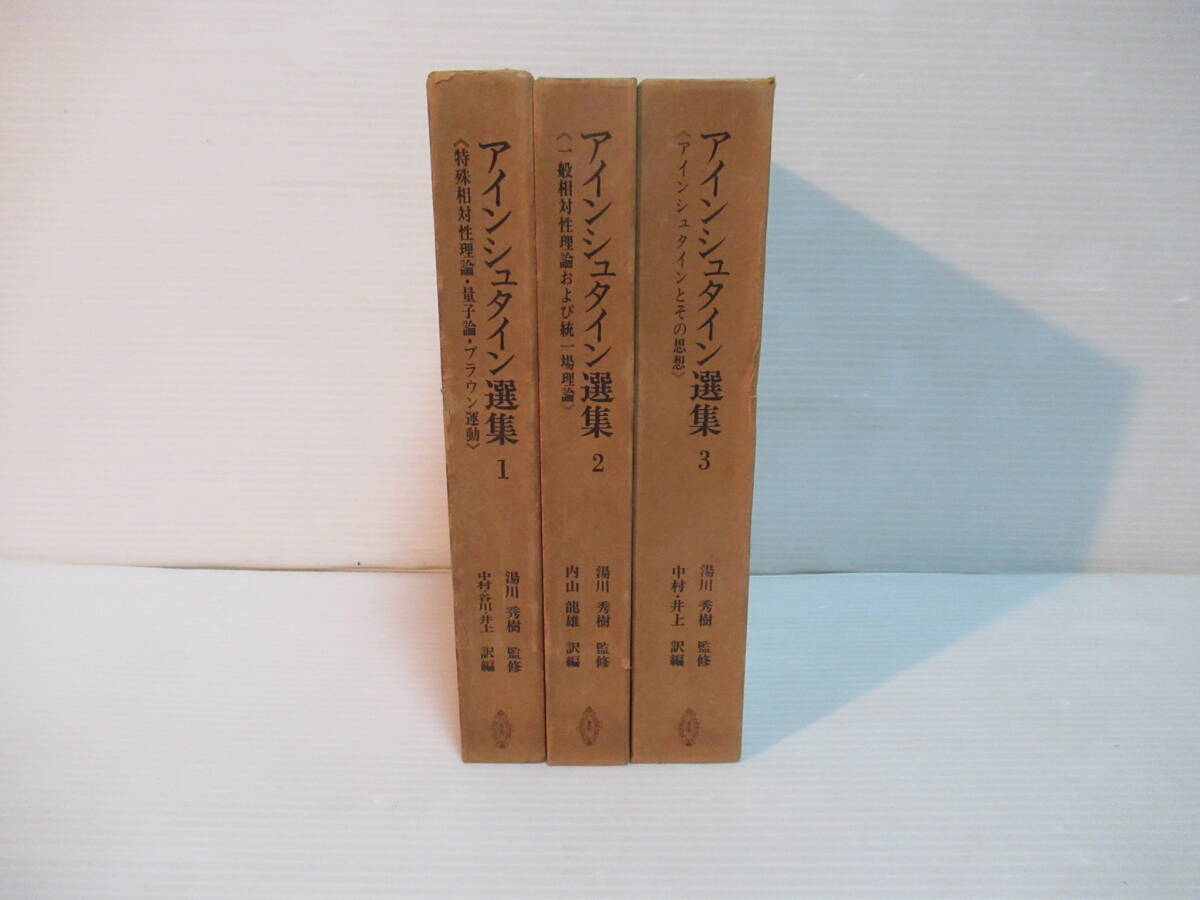 アインシュタイン選集 1
《特殊相対性理論・量子論・ブラウン運動》
湯川 秀樹 監修
中村・谷川・井上 訳編
アインシュタイン選集 2
《一般相対性理論および統一場理論》
湯川 秀樹 監修
内山 龍雄 訳編
アインシュタイン選集 3
《アインシュタインとその思想》
湯川 秀樹 監修
中村・井上 訳編